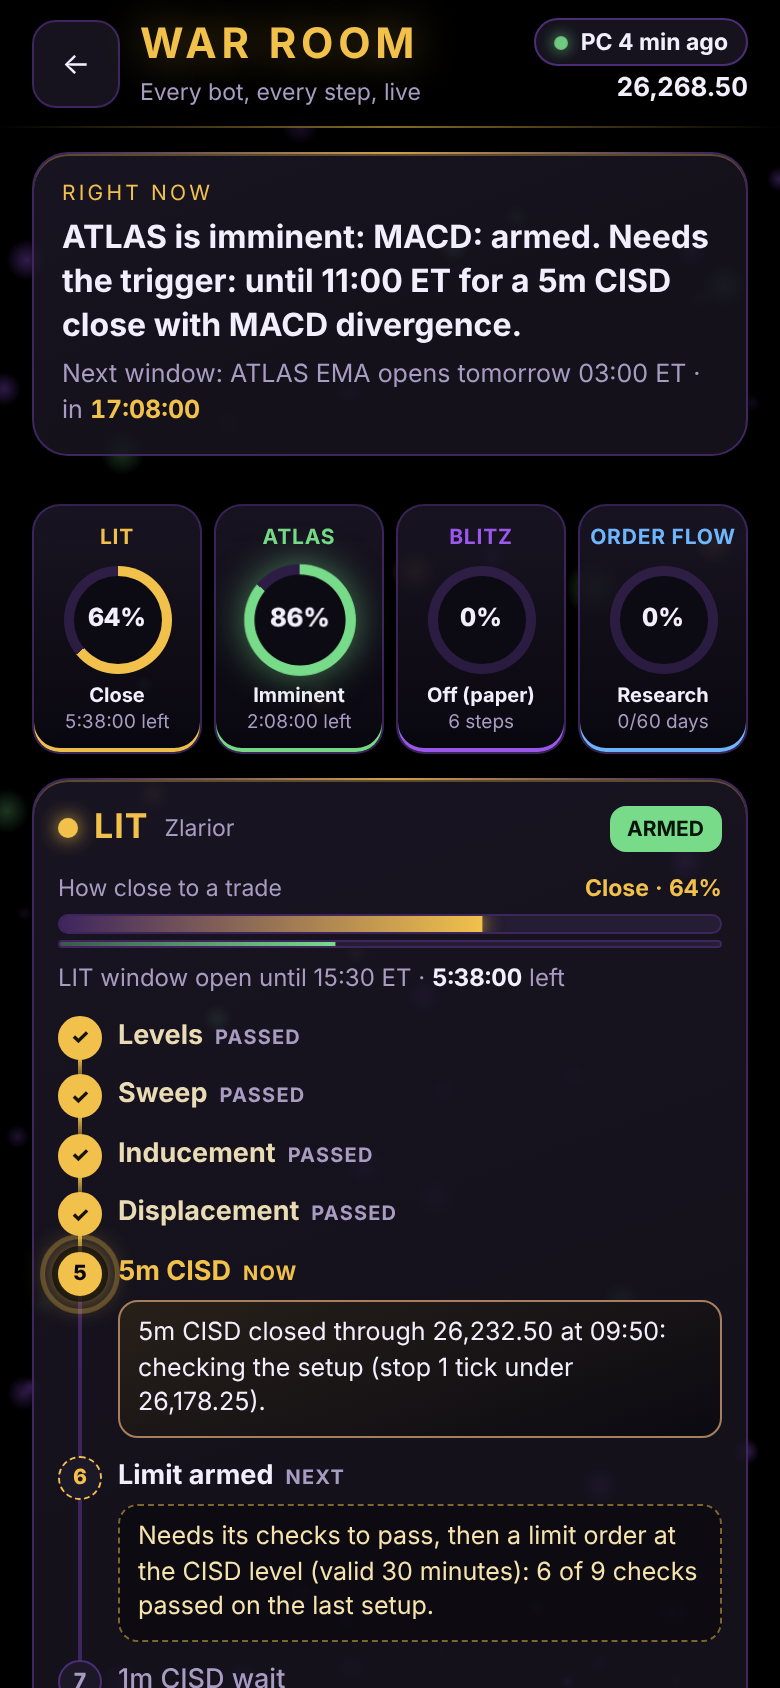 WAR ROOM
Every bot, every step, live
PC 4 min ago
26,268.50
RIGHT NOW
ATLAS is imminent: MACD: armed. Needs
the trigger: until 11:00 ET for a 5m CISD
close with MACD divergence.
Next window: ATLAS EMA opens tomorrow 03:00 ET ·
in 17:08:00
LIT
64%
Close
5:38:00 left
ATLAS
86%
Imminent
2:08:00 left
BLITZ
0%
Off (paper)
6 steps
ORDER FLOW
0%
Research
0/60 days
LIT Zlarior
ARMED
How close to a trade
Close · 64%
LIT window open until 15:30 ET · 5:38:00 left
Levels PASSED
Sweep PASSED
Inducement PASSED
Displacement PASSED
5 5m CISD NOW
5m CISD closed through 26,232.50 at 09:50:
checking the setup (stop 1 tick under
26,178.25).
6 Limit armed NEXT
Needs its checks to pass, then a limit order at
the CISD level (valid 30 minutes): 6 of 9 checks
passed on the last setup.
7 1m CISD wait